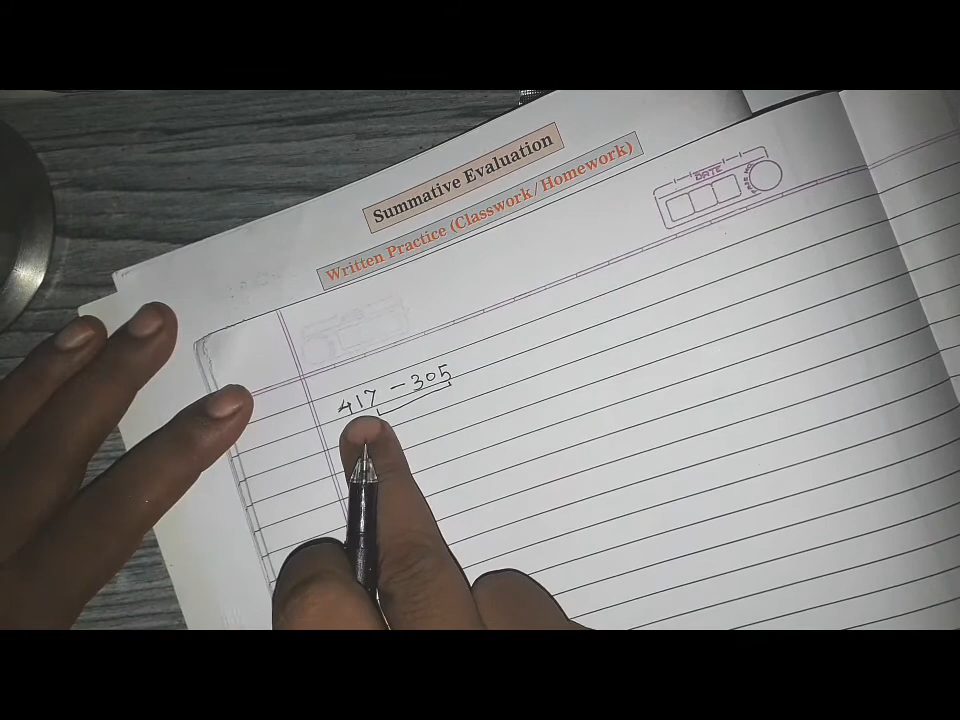 Summative Evaluation
Written Practice (Classwork/Homework)
DATE
417 - 305